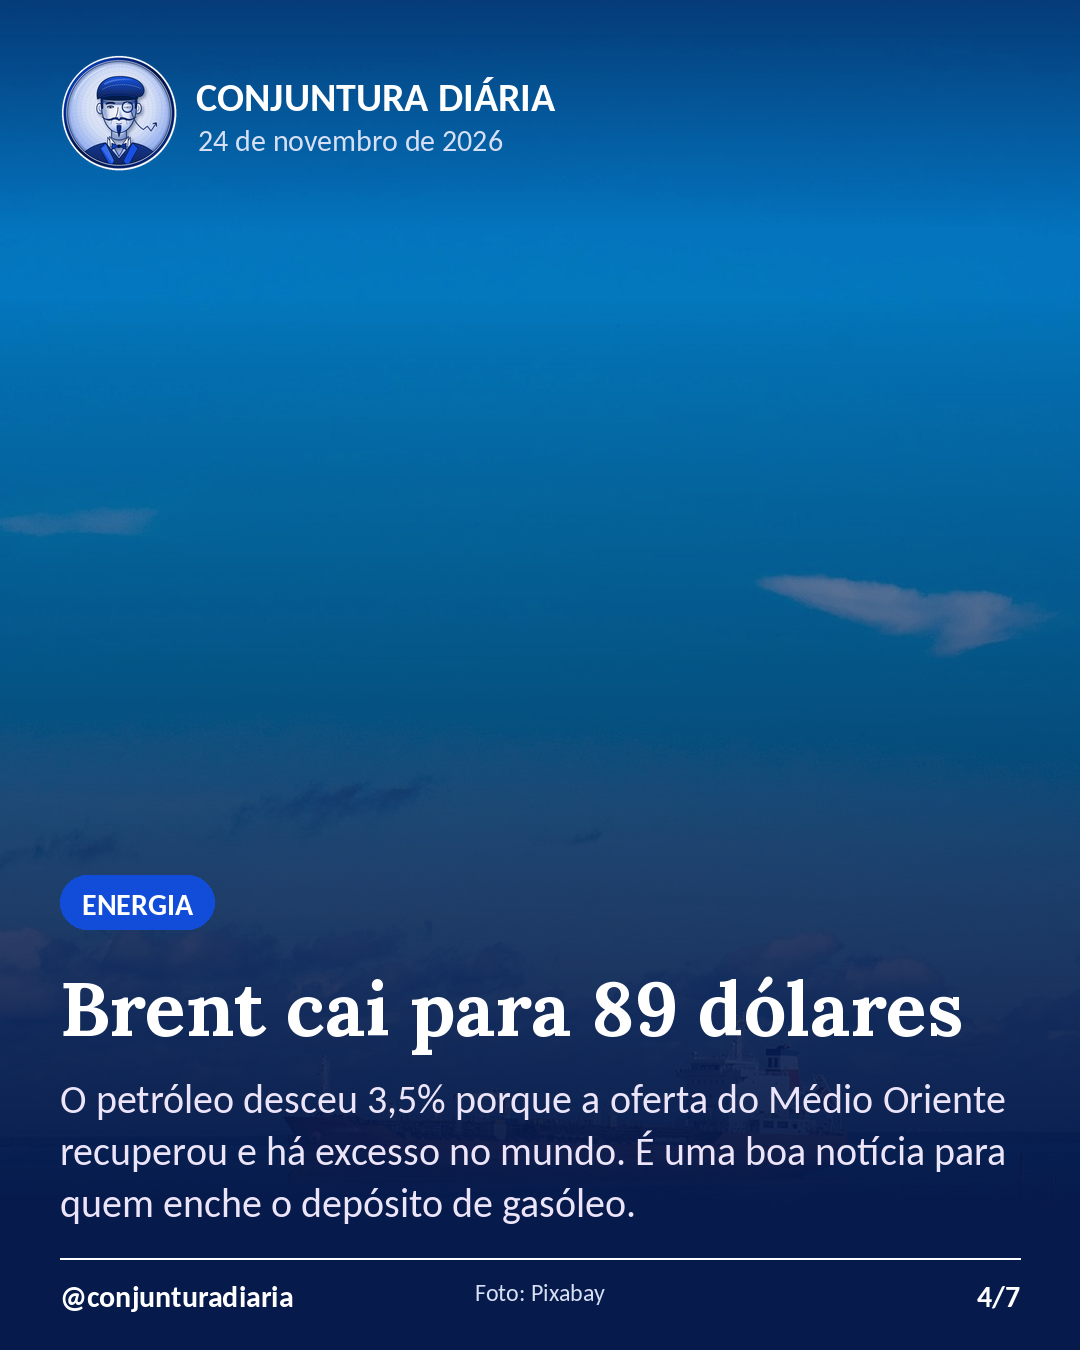 CONJUNTURA DIÁRIA
24 de novembro de 2026
ENERGIA
Brent cai para 89 dólares
O petróleo desceu 3,5% porque a oferta do Médio Oriente
recuperou e há excesso no mundo. É uma boa notícia para
quem enche o depósito de gasóleo.
@conjunturadiaria
Foto: Pixabay
4/7